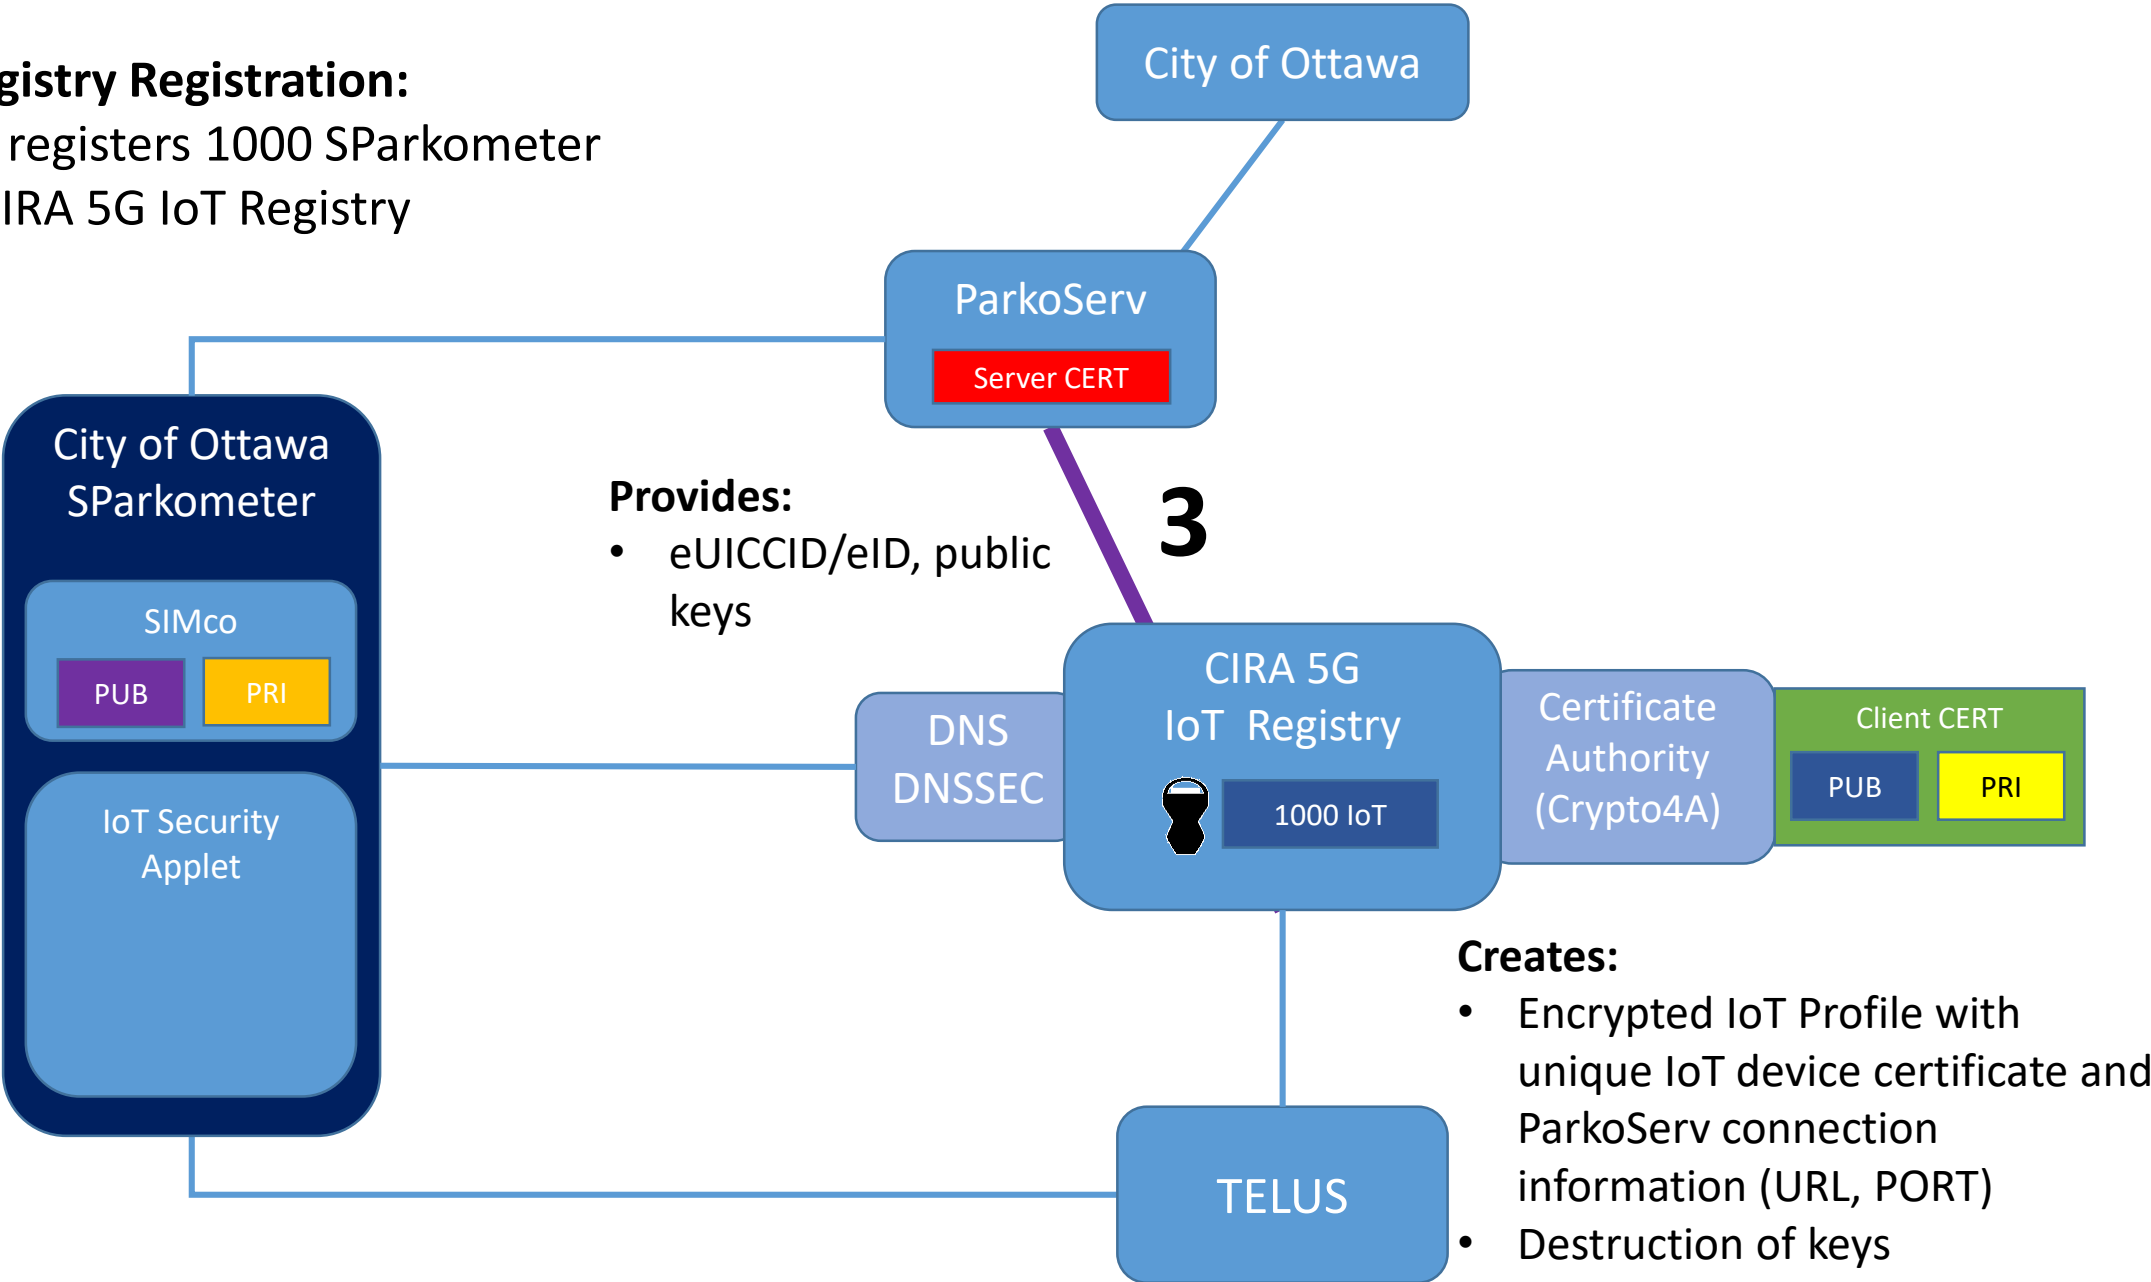 gistry Registration:
registers 1000 SParkometer
IRA 5G IoT Registry
City of Ottawa
ParkoServ
Server CERT
City of Ottawa
SParkometer
SIMco
PUB PRI
IoT Security
Applet
Provides:
• eUICCID/eID, public
keys
3
DNS
DNSSEC
CIRA 5G
IoT Registry
1000 IoT
Certificate
Authority
(Crypto4A)
Client CERT
PUB PRI
TELUS
Creates:
• Encrypted IoT Profile with
unique IoT device certificate and
ParkoServ connection
information (URL, PORT)
• Destruction of keys